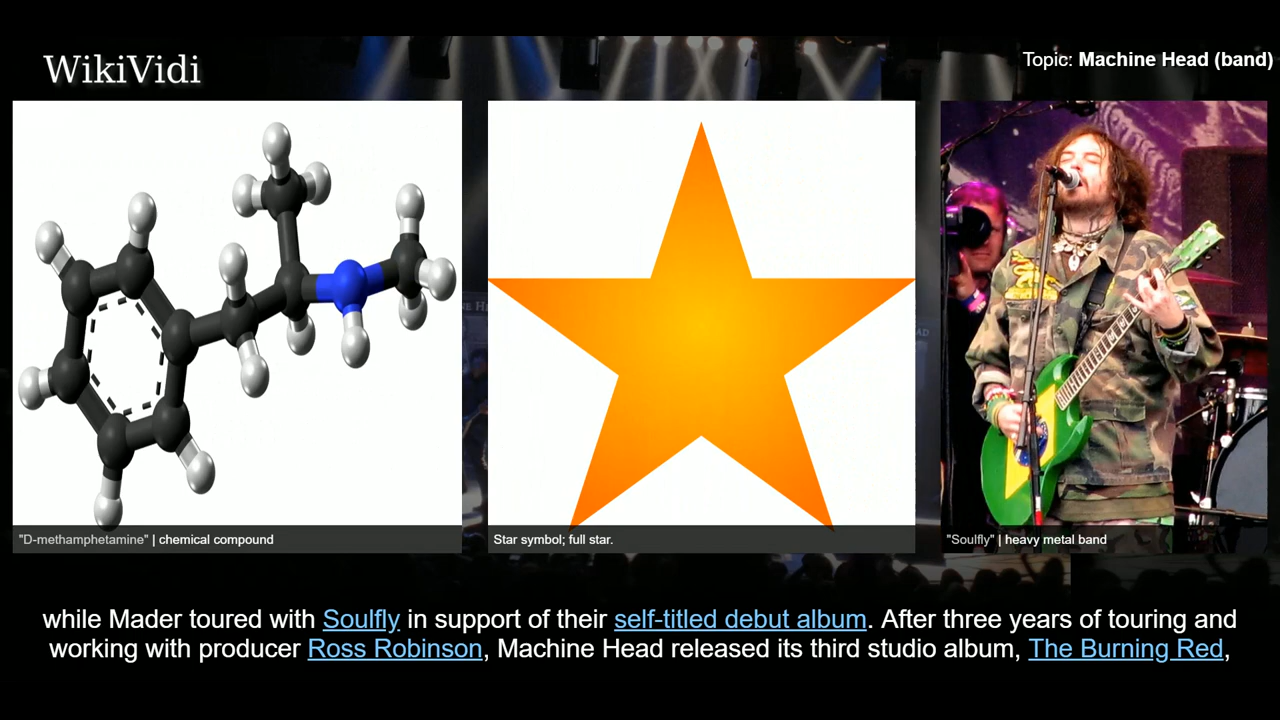 WikiVidi
Topic: Machine Head (band)
"D-methamphetamine" | chemical compound
Star symbol; full star.
"Soulfly" | heavy metal band
while Mader toured with Soulfly in support of their self-titled debut album. After three years of touring and
working with producer Ross Robinson, Machine Head released its third studio album, The Burning Red,